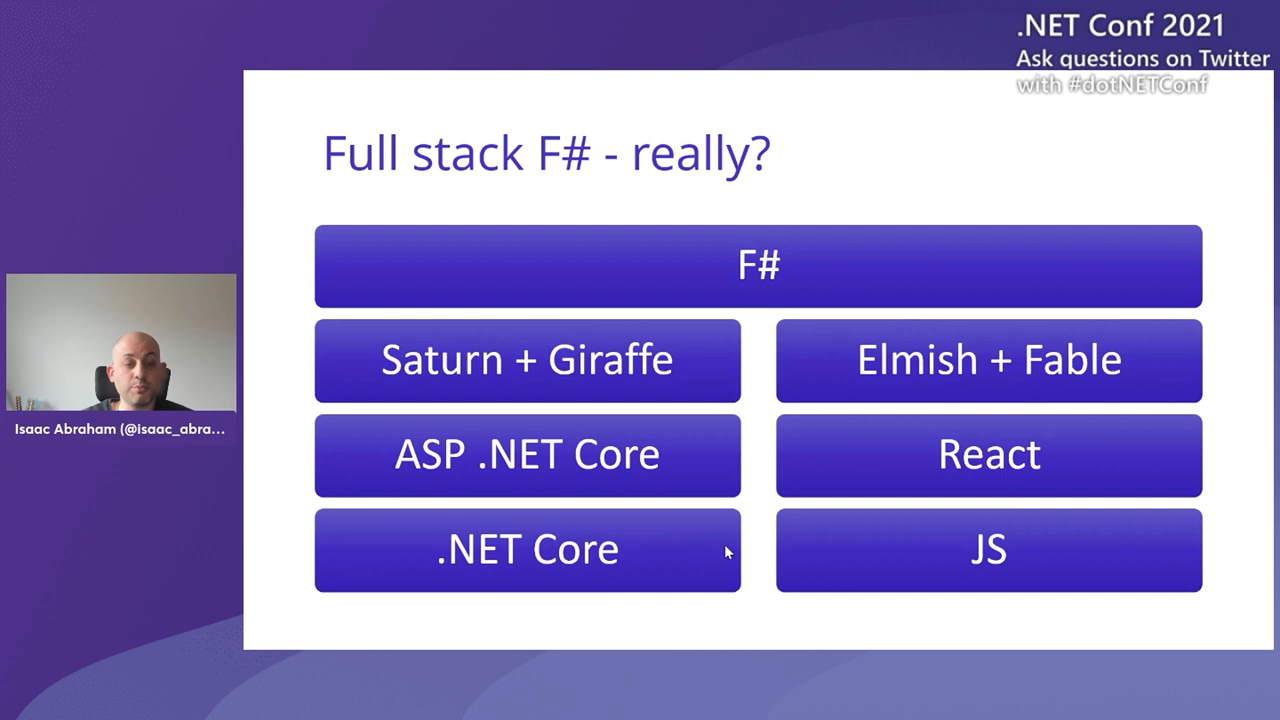 .NET Conf 2021
Ask questions on Twitter
with #dotNETConf
Full stack F# - really?
F#
Saturn + Giraffe
Elmish + Fable
ASP .NET Core
React
.NET Core
JS
Isaac Abraham (@isaac_abra...